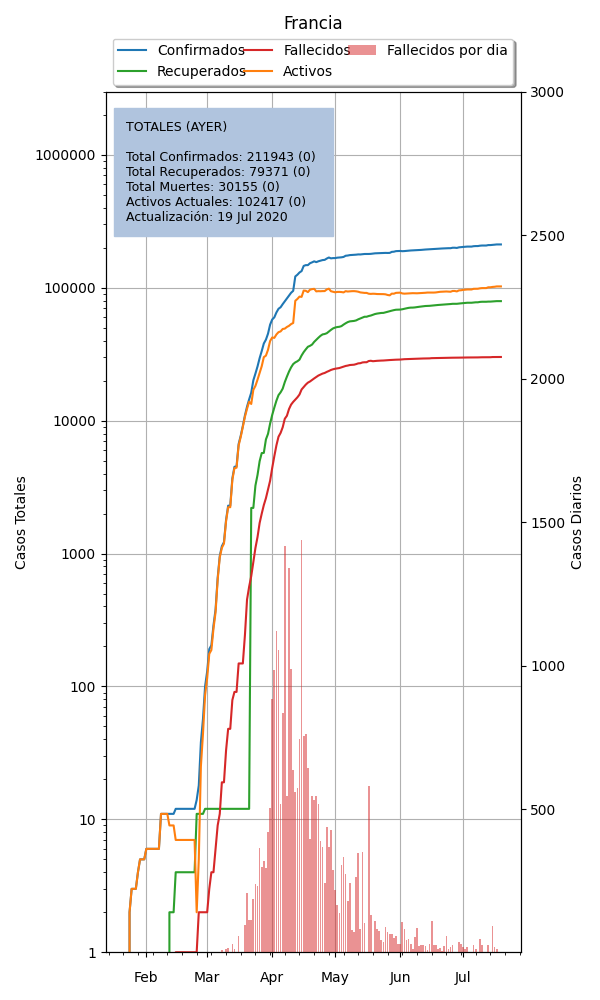 Francia
Confirmados Fallecidos Fallecidos por dia
Recuperados Activos
TOTALES (AYER)
Total Confirmados: 211943 (0)
Total Recuperados: 79371 (0)
Total Muertes: 30155 (0)
Activos Actuales: 102417 (0)
Actualización: 19 Jul 2020
Casos Totales
1000000
100000
10000
1000
100
10
1
3000
2500
2000
1500
1000
500
Casos Diarios
Feb Mar Apr May Jun Jul